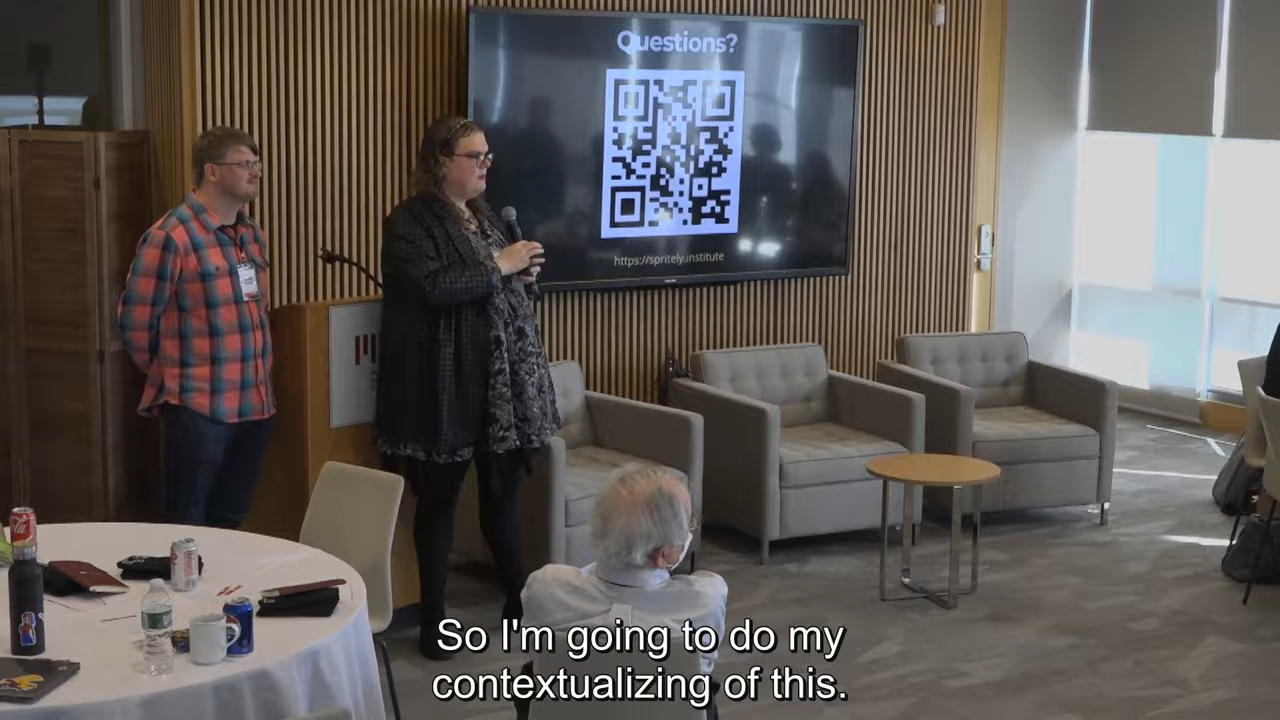 Questions?
https://spritely.institute
So I'm going to do my
contextualizing of this.